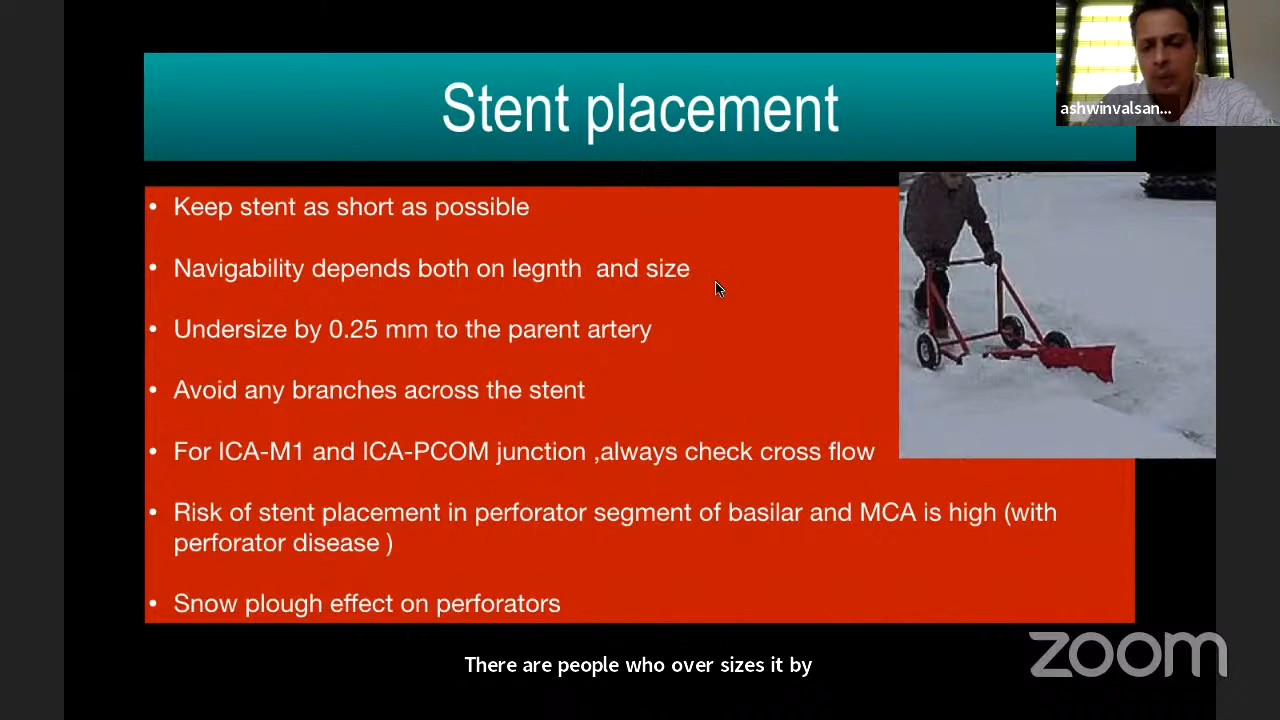 Stent placement
ashwinvalsan...
• Keep stent as short as possible
• Navigability depends both on legnth and size
• Undersize by 0.25 mm to the parent artery
• Avoid any branches across the stent
• For ICA-M1 and ICA-PCOM junction ,always check cross flow
• Risk of stent placement in perforator segment of basilar and MCA is high (with
perforator disease )
• Snow plough effect on perforators
There are people who over sizes it by
zoom